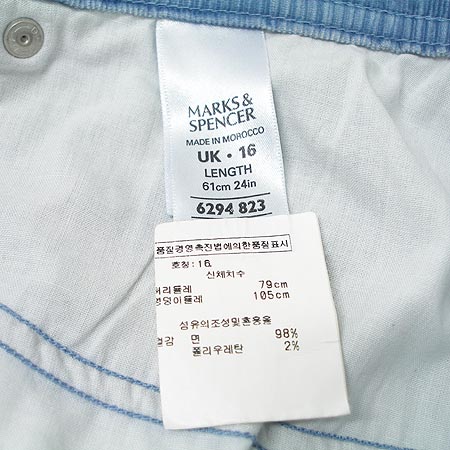 MARKS &
SPENCER
MADE IN MOROCCO
UK • 16
LENGTH
61cm 24in
6294 823
품질경영촉진법에의한품질표시
호칭:16.
신체치수
허리둘레 79cm
엉덩이둘레 105cm
섬유의조성및혼용율
겉감 면 98%
폴리우레탄 2%